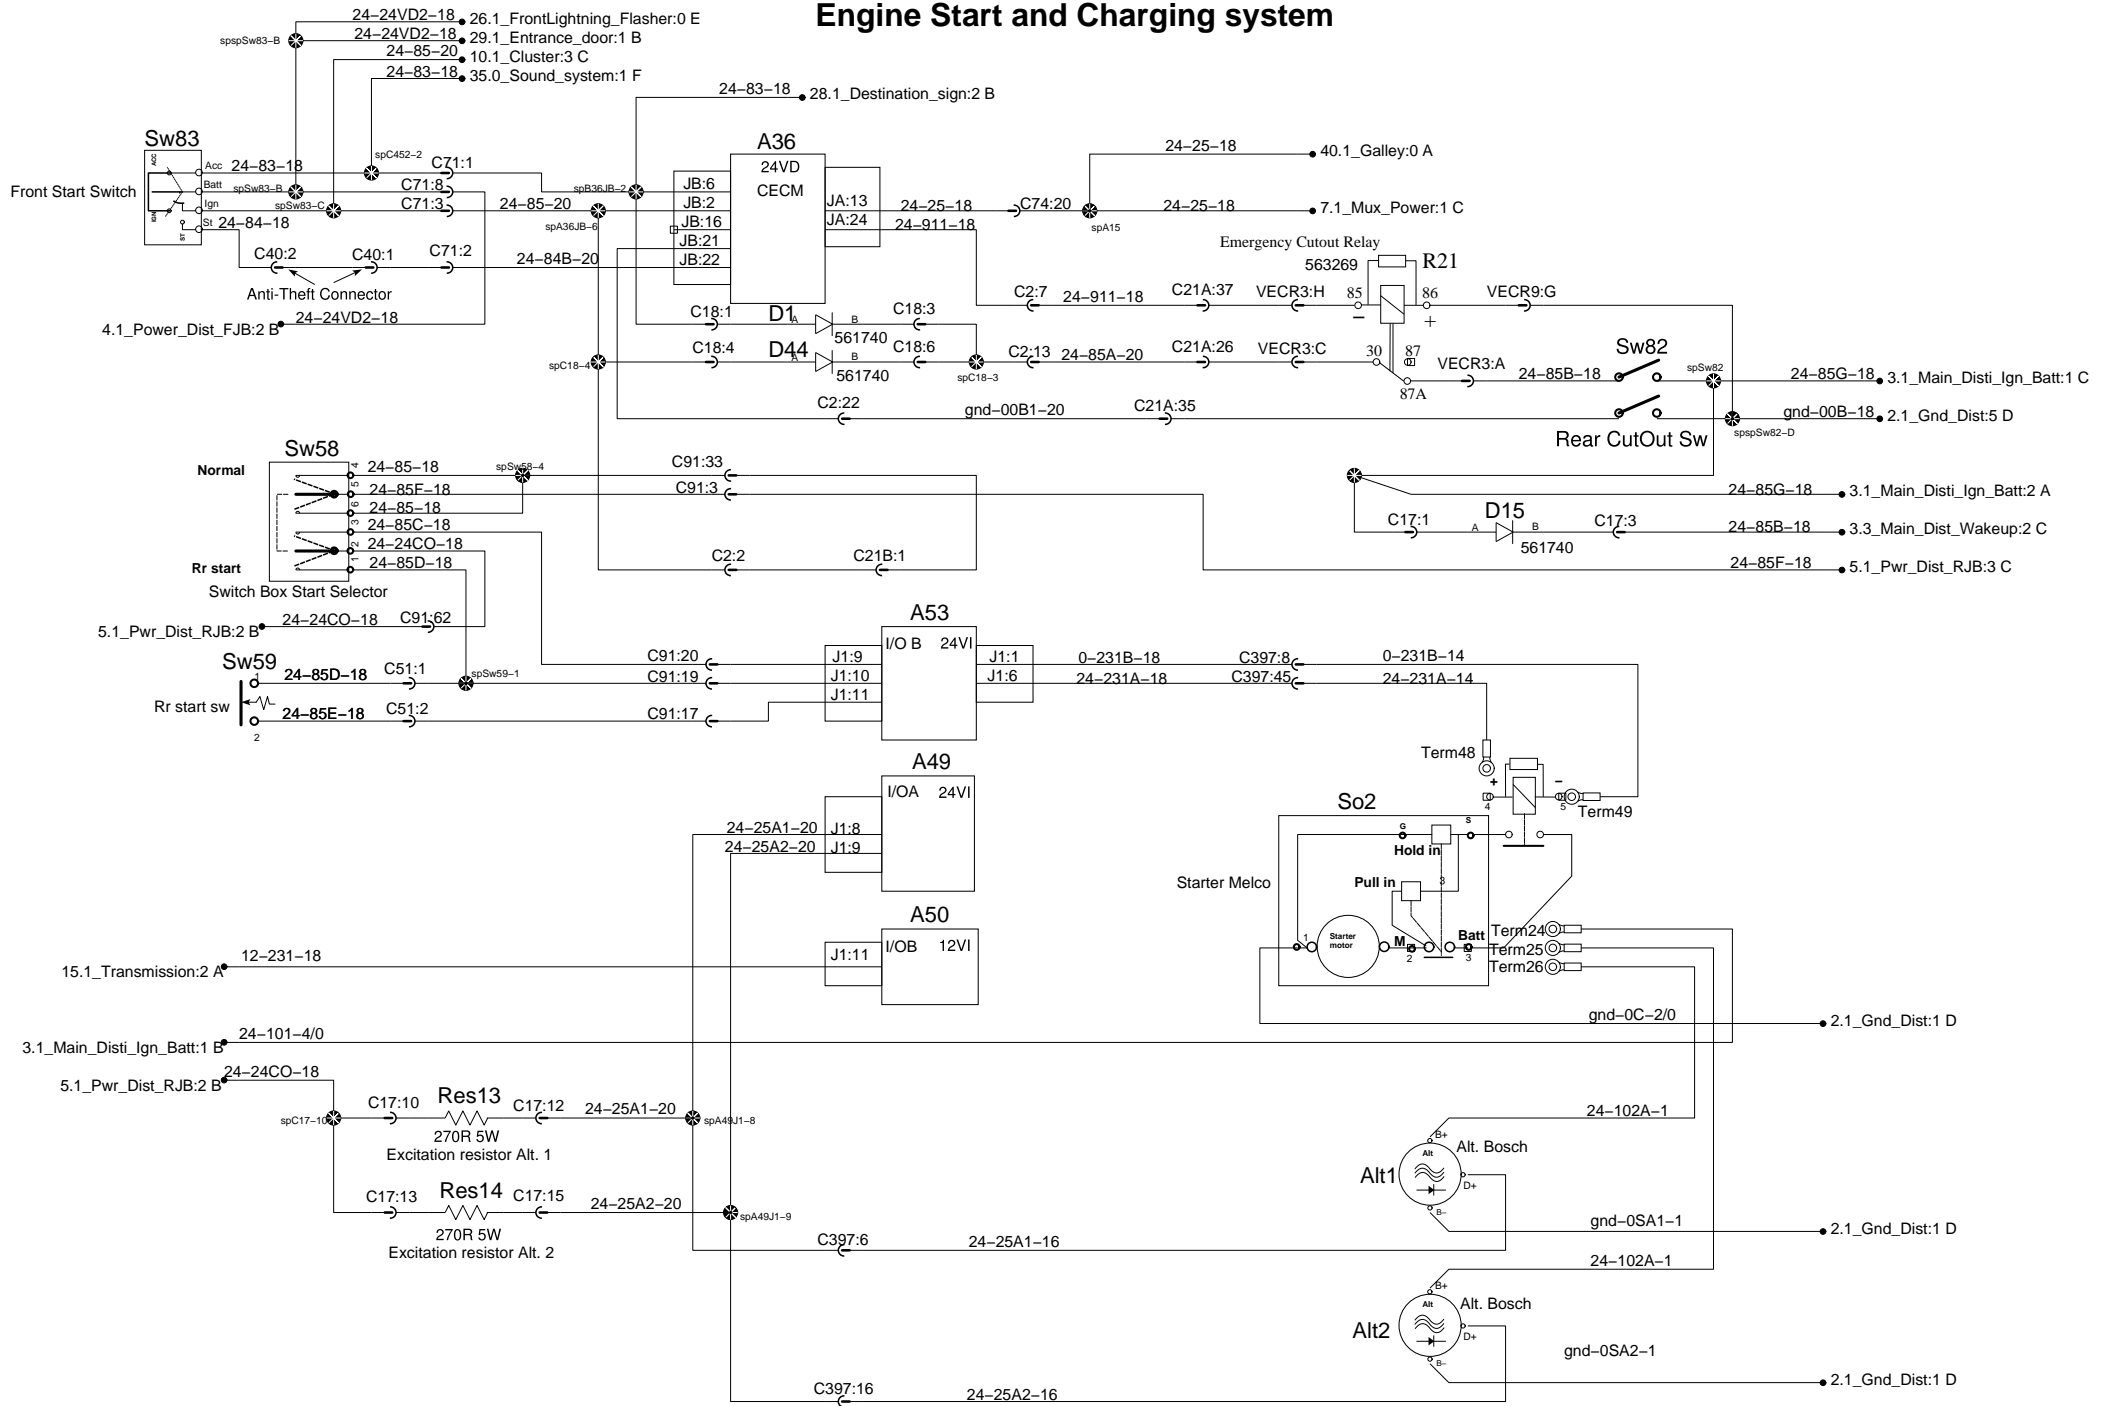 Engine Start and Charging system
24-24VD2-18 26.1_FrontLightning_Flasher:0 E
spspSw83-B 24-24VD2-18 29.1_Entrance_door:1 B
24-85-20 10.1_Cluster:3 C
24-83-18 35.0_Sound_system:1 F
24-83-18 28.1_Destination_sign:2 B
Sw83 A36
ACC Acc 24-83-18 spC452-2 C71:1 24VD 24-25-18 40.1_Galley:0 A
Front Start Switch Batt spSw83-B C71:8 spB36JB-2 JB:6 CECM
IGN Ign spSw83-C C71:3 24-85-20 JB:2 JA:13 24-25-18 C74:20 24-25-18 7.1_Mux_Power:1 C
ST St 24-84-18 spA36JB-6 JB:16 JA:24 24-911-18 spA15
JB:21 Emergency Cutout Relay
C40:2 C40:1 C71:2 24-84B-20 JB:22 563269 R21
Anti-Theft Connector
C2:7 24-911-18 C21A:37 VECR3:H 85 86 VECR9:G
- +
4.1_Power_Dist_FJB:2 B 24-24VD2-18 C18:1 D1 A B C18:3
561740
spC18-4 C18:4 D44 A B C18:6 spC18-3 C2:13 24-85A-20 C21A:26 VECR3:C 30 87 Sw82
561740
87A VECR3:A 24-85B-18 spSw82 24-85G-18 3.1_Main_Disti_Ign_Batt:1 C
C2:22 gnd-00B1-20 C21A:35 gnd-00B-18 2.1_Gnd_Dist:5 D
Rear CutOut Sw spspSw82-D
Sw58
Normal 4 24-85-18 spSw58-4 C91:33
5 24-85F-18 C91:3 24-85G-18 3.1_Main_Disti_Ign_Batt:2 A
6 24-85-18 D15
3 24-85C-18 C17:1 A B C17:3 24-85B-18 3.3_Main_Dist_Wakeup:2 C
561740
2 24-24CO-18
Rr start 1 24-85D-18 C2:2 C21B:1 24-85F-18 5.1_Pwr_Dist_RJB:3 C
Switch Box Start Selector
A53
5.1_Pwr_Dist_RJB:2 B 24-24CO-18 C91:62 I/O B 24VI
Sw59 C91:20 J1:9 J1:1 0-231B-18 C397:8 0-231B-14
1 24-85D-18 C51:1 spSw59-1 C91:19 J1:10 J1:6 24-231A-18 C397:45 24-231A-14
Rr start sw J1:11
24-85E-18 C51:2 C91:17
2
Term48
A49 + -
I/OA 24VI So2 4 5 Term49
24-25A1-20 J1:8 G S
24-25A2-20 J1:9 Hold in
Starter Melco Pull in 3
A50 Term24
I/OB 12VI 1 Starter motor M 2 Batt 3 Term25
12-231-18 J1:11 Term26
15.1_Transmission:2 A
gnd-0C-2/0 2.1_Gnd_Dist:1 D
24-101-4/0
3.1_Main_Disti_Ign_Batt:1 B
24-24CO-18
5.1_Pwr_Dist_RJB:2 B
spC17-10 C17:10 Res13 C17:12 24-25A1-20 spA49J1-8 24-102A-1
270R 5W
Excitation resistor Alt. 1
B+ Alt Alt. Bosch
Alt1 D+
C17:13 Res14 C17:15 24-25A2-20 spA49J1-9 B-
270R 5W gnd-0SA1-1 2.1_Gnd_Dist:1 D
Excitation resistor Alt. 2
C397:6 24-25A1-16
24-102A-1
B+ Alt Alt. Bosch
Alt2 D+
gnd-0SA2-1
B-
2.1_Gnd_Dist:1 D
C397:16 24-25A2-16